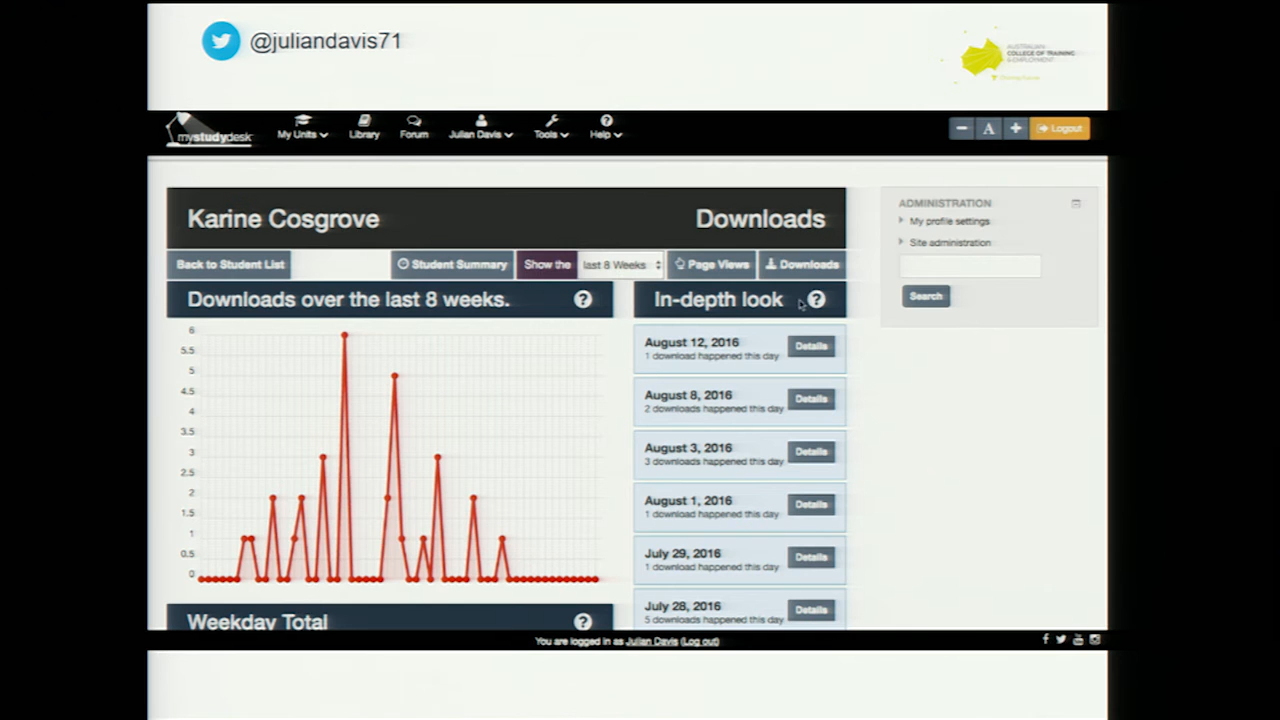 @juliandavis71
AUSTRALIAN
COLLEGE OF TRAINING
& EMPLOYMENT
mystudydesk
My Units
Library
Forum
Julian Davis
Tools
Help
A
Logout
Karine Cosgrove
Downloads
Back to Student List
Student Summary
Show the
last 8 Weeks
Page Views
Downloads
Downloads over the last 8 weeks.
6
5.5
5
4.5
4
3.5
3
2.5
2
1.5
1
0.5
0
Weekday Total
In-depth look
August 12, 2016
1 download happened this day
Details
August 8, 2016
2 downloads happened this day
Details
August 3, 2016
3 downloads happened this day
Details
August 1, 2016
1 download happened this day
Details
July 29, 2016
1 download happened this day
Details
July 28, 2016
5 downloads happened this day
Details
ADMINISTRATION
My profile settings
Site administration
Search
You are logged in as Julian Davis (Log out)